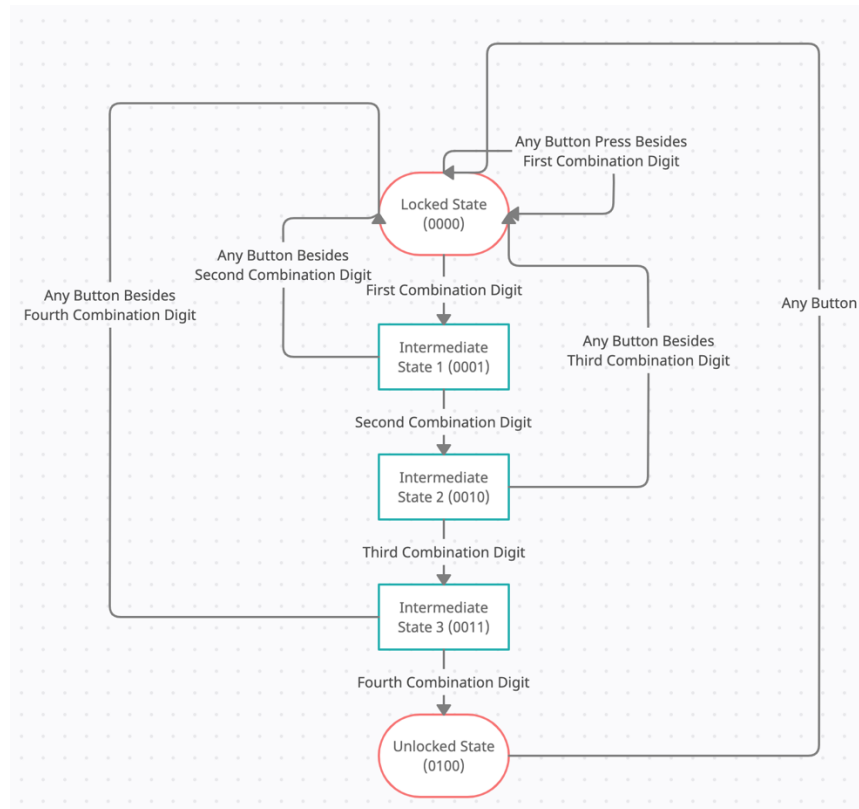 Any Button Press Besides
First Combination Digit
Locked State
(0000)
Any Button Besides
Second Combination Digit
First Combination Digit
Any Button Besides
Fourth Combination Digit
Any Button
Intermediate
State 1 (0001)
Any Button Besides
Third Combination Digit
Second Combination Digit
Intermediate
State 2 (0010)
Third Combination Digit
Intermediate
State 3 (0011)
Fourth Combination Digit
Unlocked State
(0100)